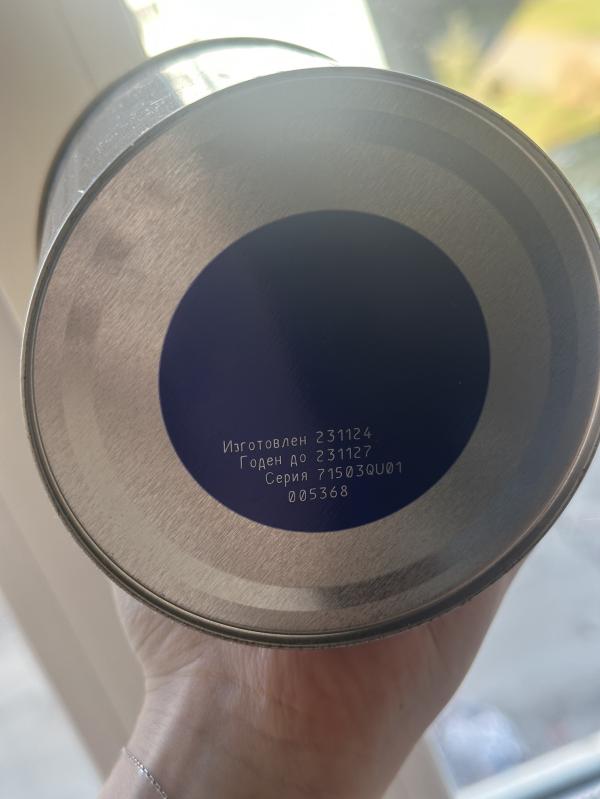 Изготовлен 231124
Годен до 231127
Серия 71503QU01
005368